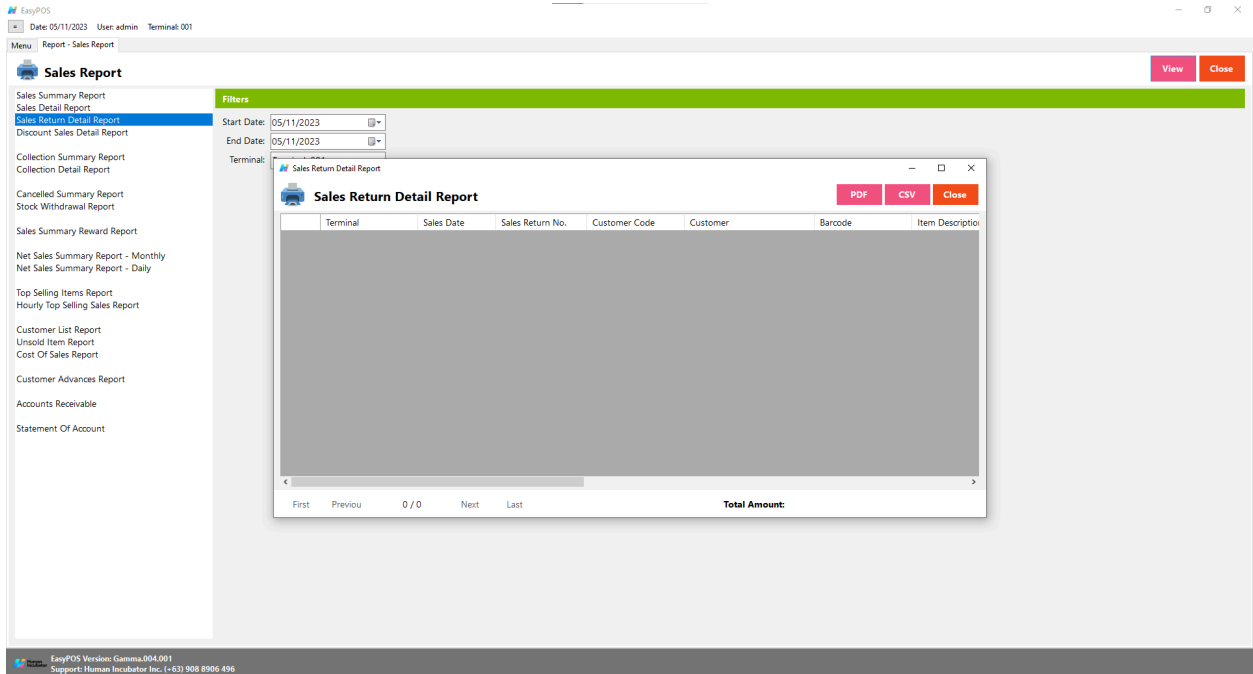 EasyPOS
Date: 05/11/2023 User: admin Terminal: 001
Menu Report - Sales Report
Sales Report
View Close
Sales Summary Report
Sales Detail Report
Sales Return Detail Report
Discount Sales Detail Report
Collection Summary Report
Collection Detail Report
Cancelled Summary Report
Stock Withdrawal Report
Sales Summary Reward Report
Net Sales Summary Report - Monthly
Net Sales Summary Report - Daily
Top Selling Items Report
Hourly Top Selling Sales Report
Customer List Report
Unsold Item Report
Cost Of Sales Report
Customer Advances Report
Accounts Receivable
Statement Of Account
Filters
Start Date: 05/11/2023
End Date: 05/11/2023
Terminal:
Sales Return Detail Report
Sales Return Detail Report
PDF CSV Close
Terminal Sales Date Sales Return No. Customer Code Customer Barcode Item Description
First Previou 0 / 0 Next Last Total Amount:
Human Incubator
EasyPOS Version: Gamma.004.001
Support: Human Incubator Inc. (+63) 908 8906 496